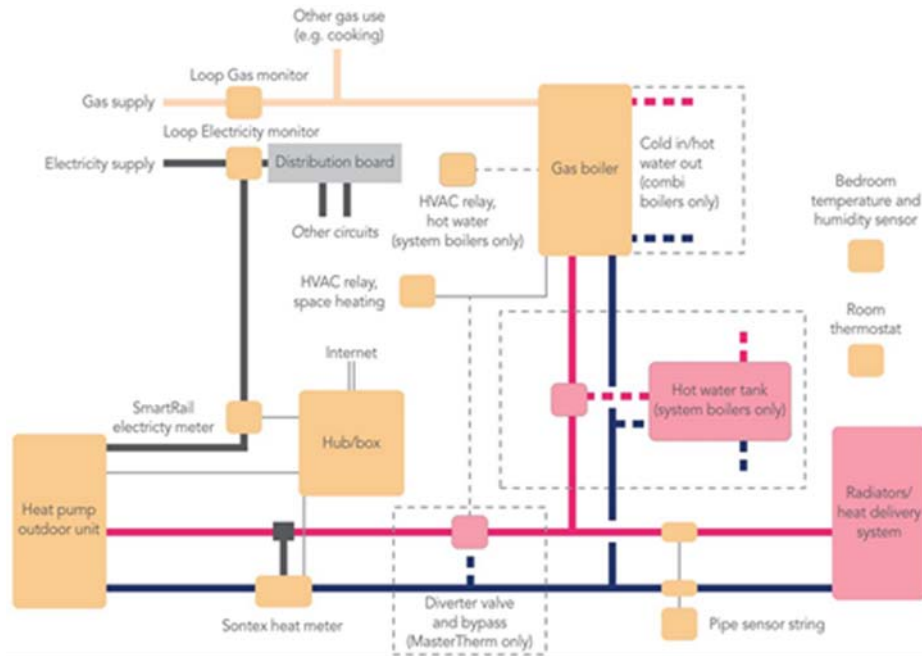 Other gas use
(e.g. cooking)
Loop Gas monitor
Gas supply
Loop Electricity monitor
Electricity supply
Distribution board
Other circuits
Gas boiler
Cold in/hot
water out
(combi
boilers only)
HVAC relay,
hot water
(system boilers only)
Bedroom
temperature and
humidity sensor
HVAC relay,
space heating
Room
thermostat
Internet
Hot water tank
(system boilers only)
SmartRail
electricty meter
Hub/box
Heat pump
outdoor unit
Radiators/
heat delivery
system
Sontex heat meter
Diverter valve
and bypass
(MasterTherm only)
Pipe sensor string